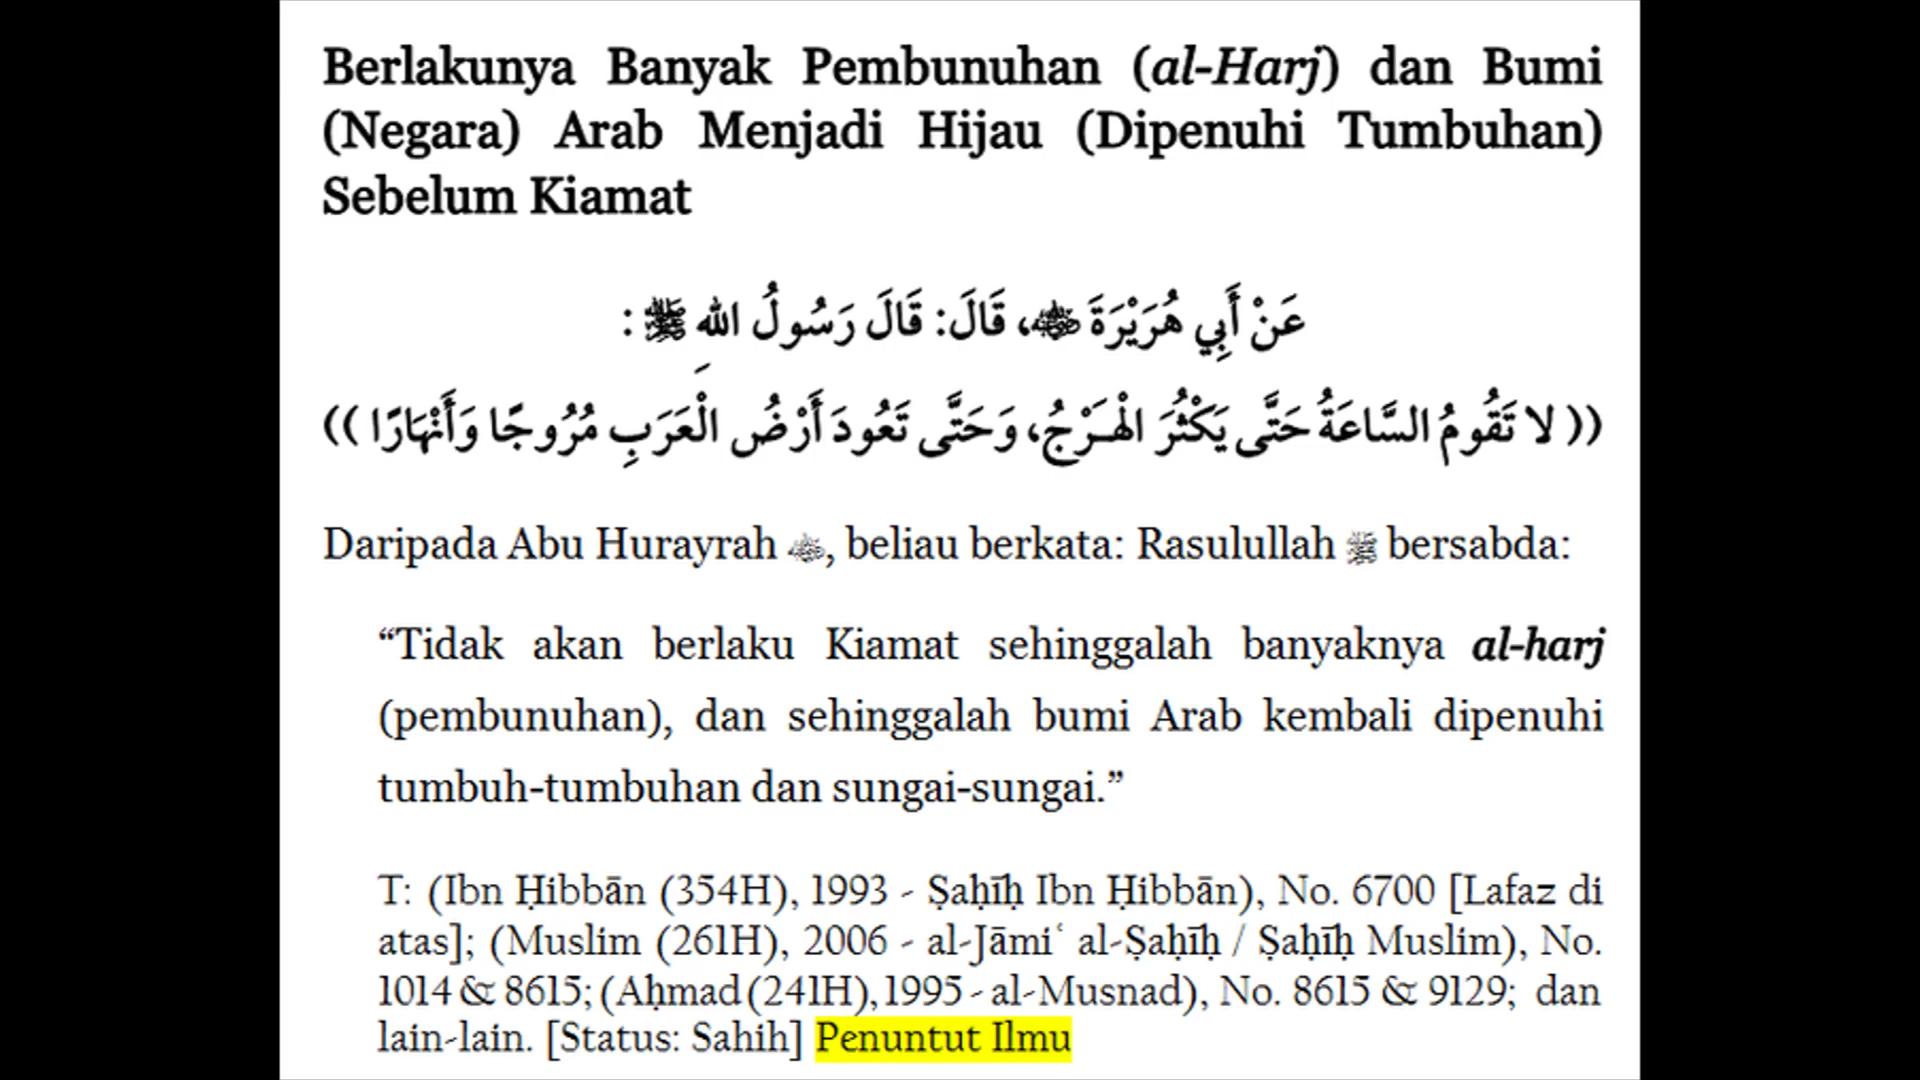 Berlakunya Banyak Pembunuhan (al-Harj) dan Bumi
(Negara) Arab Menjadi Hijau (Dipenuhi Tumbuhan)
Sebelum Kiamat
عَنْ أَبِي هُرَيْرَةَ ﵁، قَالَ: قَالَ رَسُولُ اللهِ ﷺ :
(( لا تَقُومُ السَّاعَةُ حَتَّى يَكْثُرَ الْهَرْجُ، وَحَتَّى تَعُودَ أَرْضُ الْعَرَبِ مُرُوجًا وَأَنْهَارًا ))
Daripada Abu Hurayrah ﵁, beliau berkata: Rasulullah ﷺ bersabda:
“Tidak akan berlaku Kiamat sehinggalah banyaknya al-harj
(pembunuhan), dan sehinggalah bumi Arab kembali dipenuhi
tumbuh-tumbuhan dan sungai-sungai.”
T: (Ibn Ḥibbān (354H), 1993 - Ṣaḥīḥ Ibn Ḥibbān), No. 6700 [Lafaz di
atas]; (Muslim (261H), 2006 - al-Jāmiʿ al-Ṣaḥīḥ / Ṣaḥīḥ Muslim), No.
1014 & 8615; (Aḥmad (241H), 1995 - al-Musnad), No. 8615 & 9129; dan
lain-lain. [Status: Sahih] Penuntut Ilmu